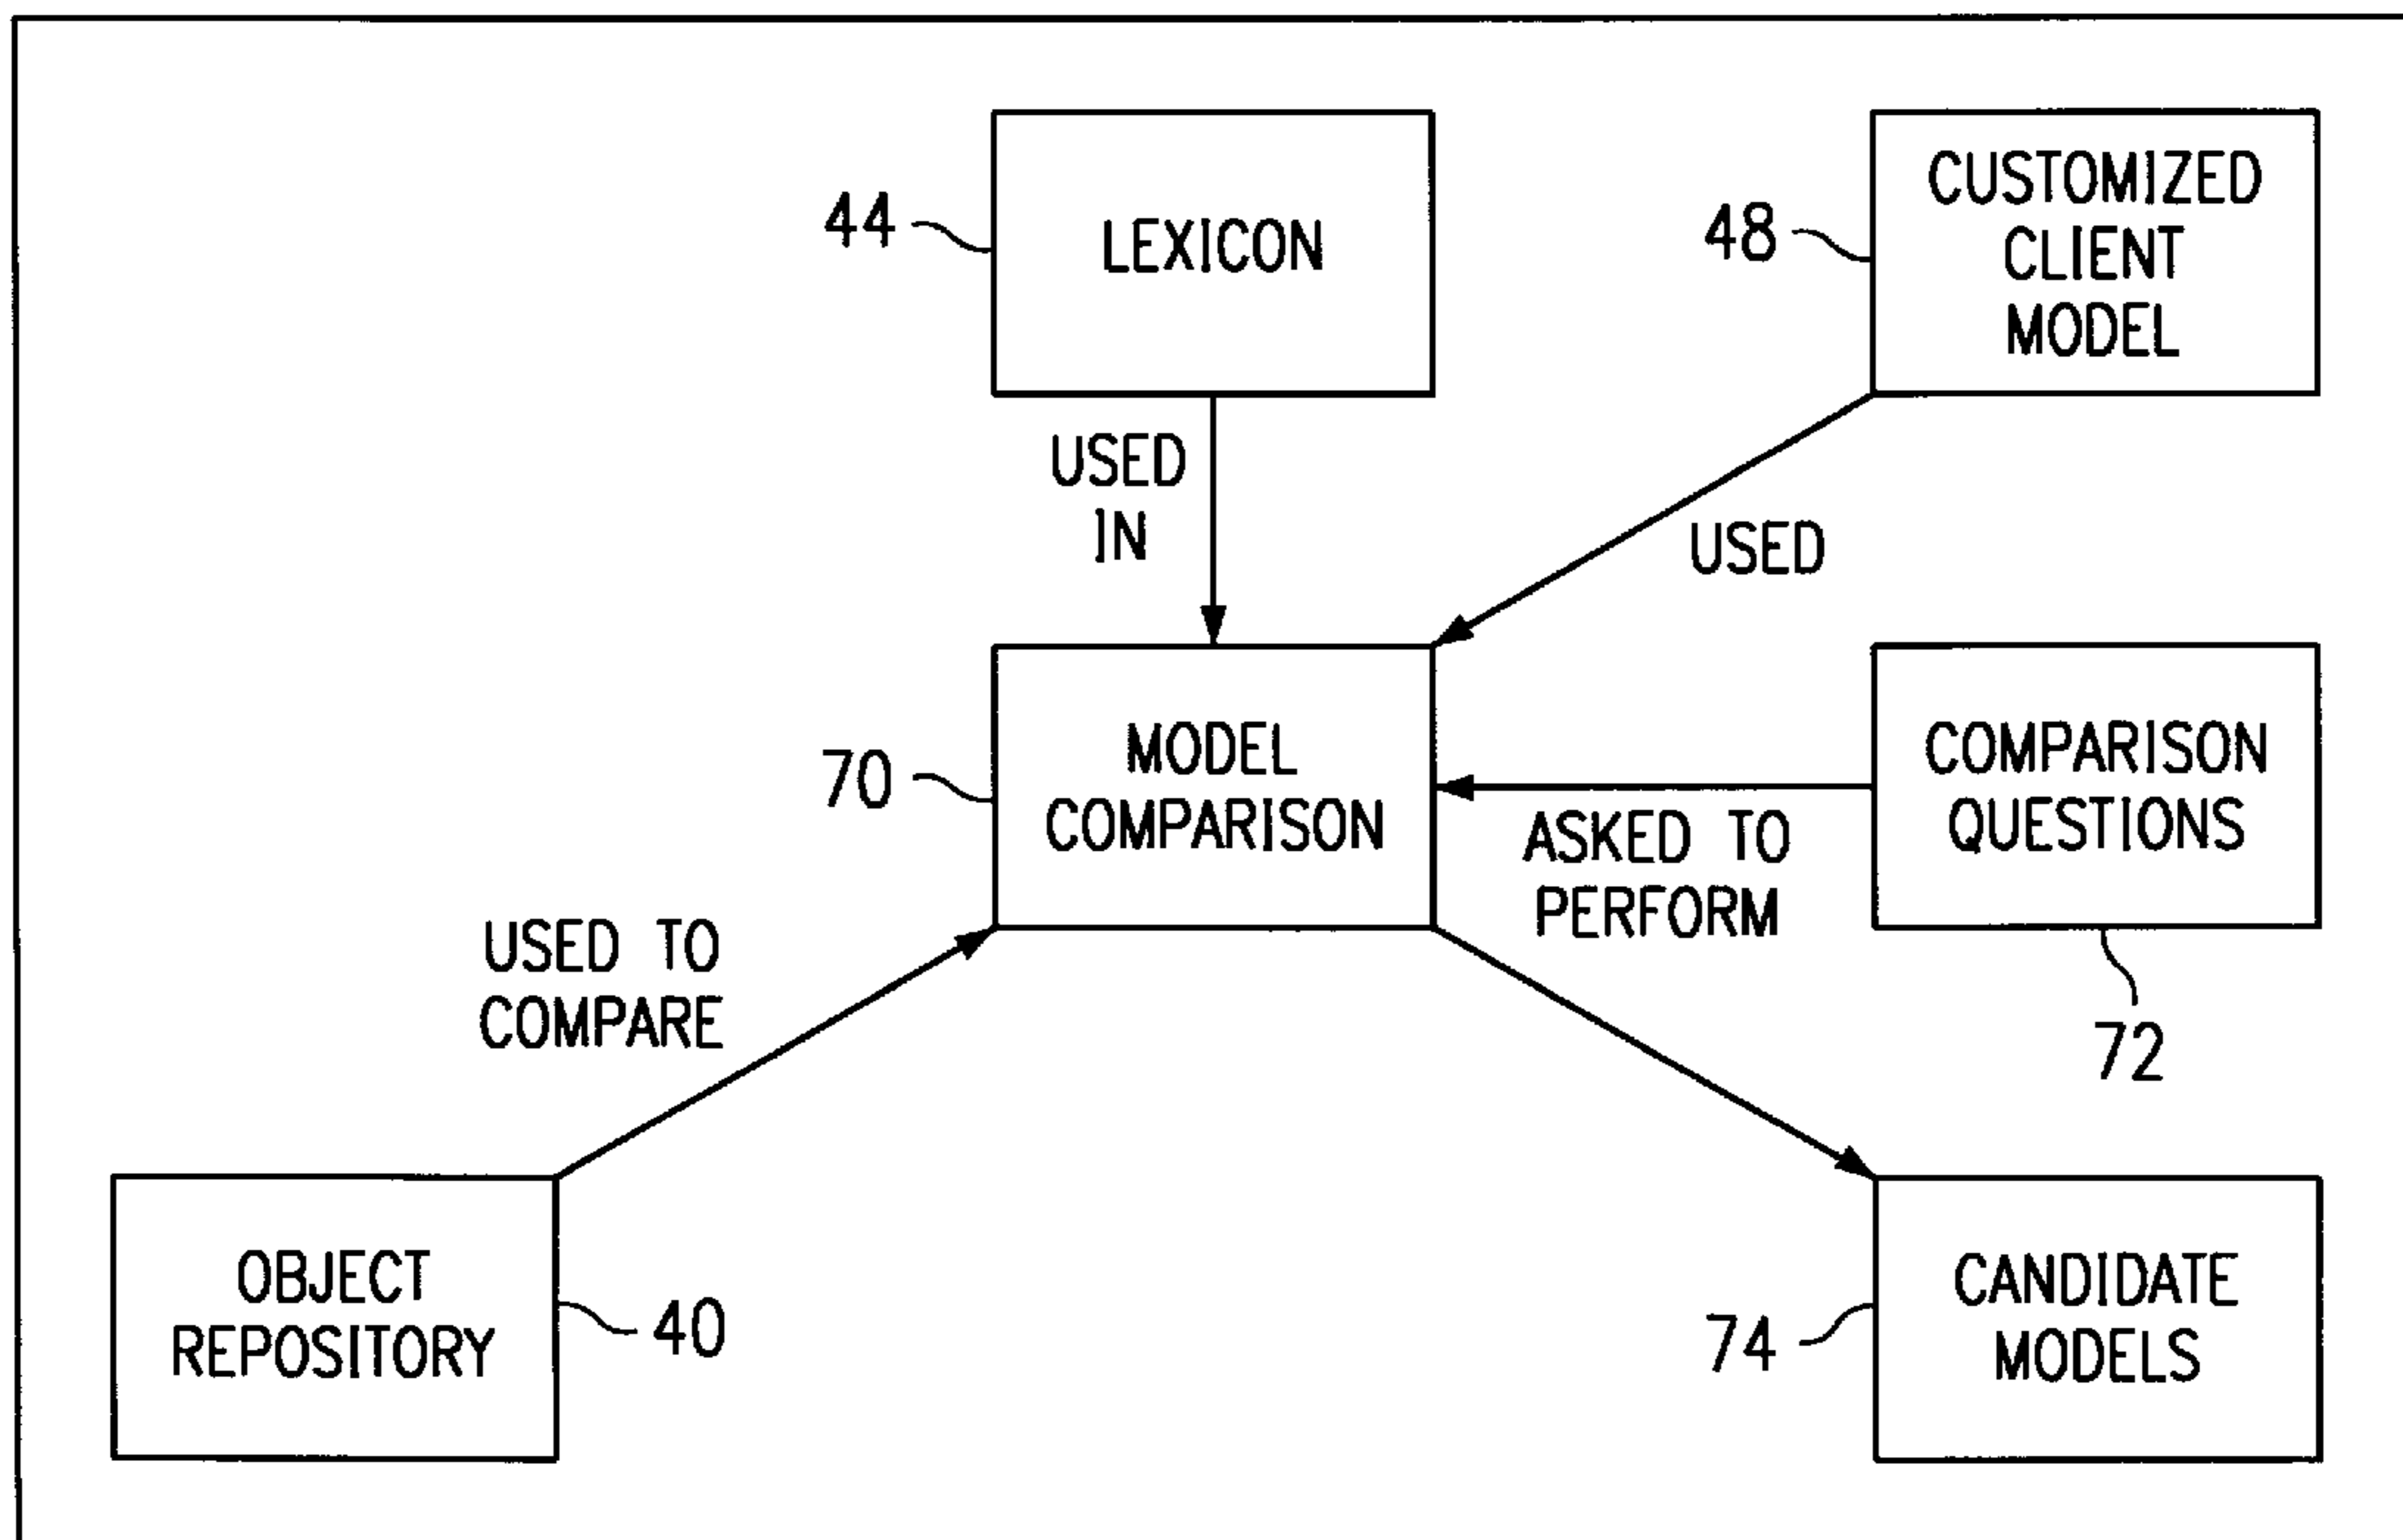 44
LEXICON
48
CUSTOMIZED
CLIENT
MODEL
USED
IN
USED
70
MODEL
COMPARISON
COMPARISON
QUESTIONS
ASKED TO
PERFORM
72
USED TO
COMPARE
OBJECT
REPOSITORY
40
74
CANDIDATE
MODELS